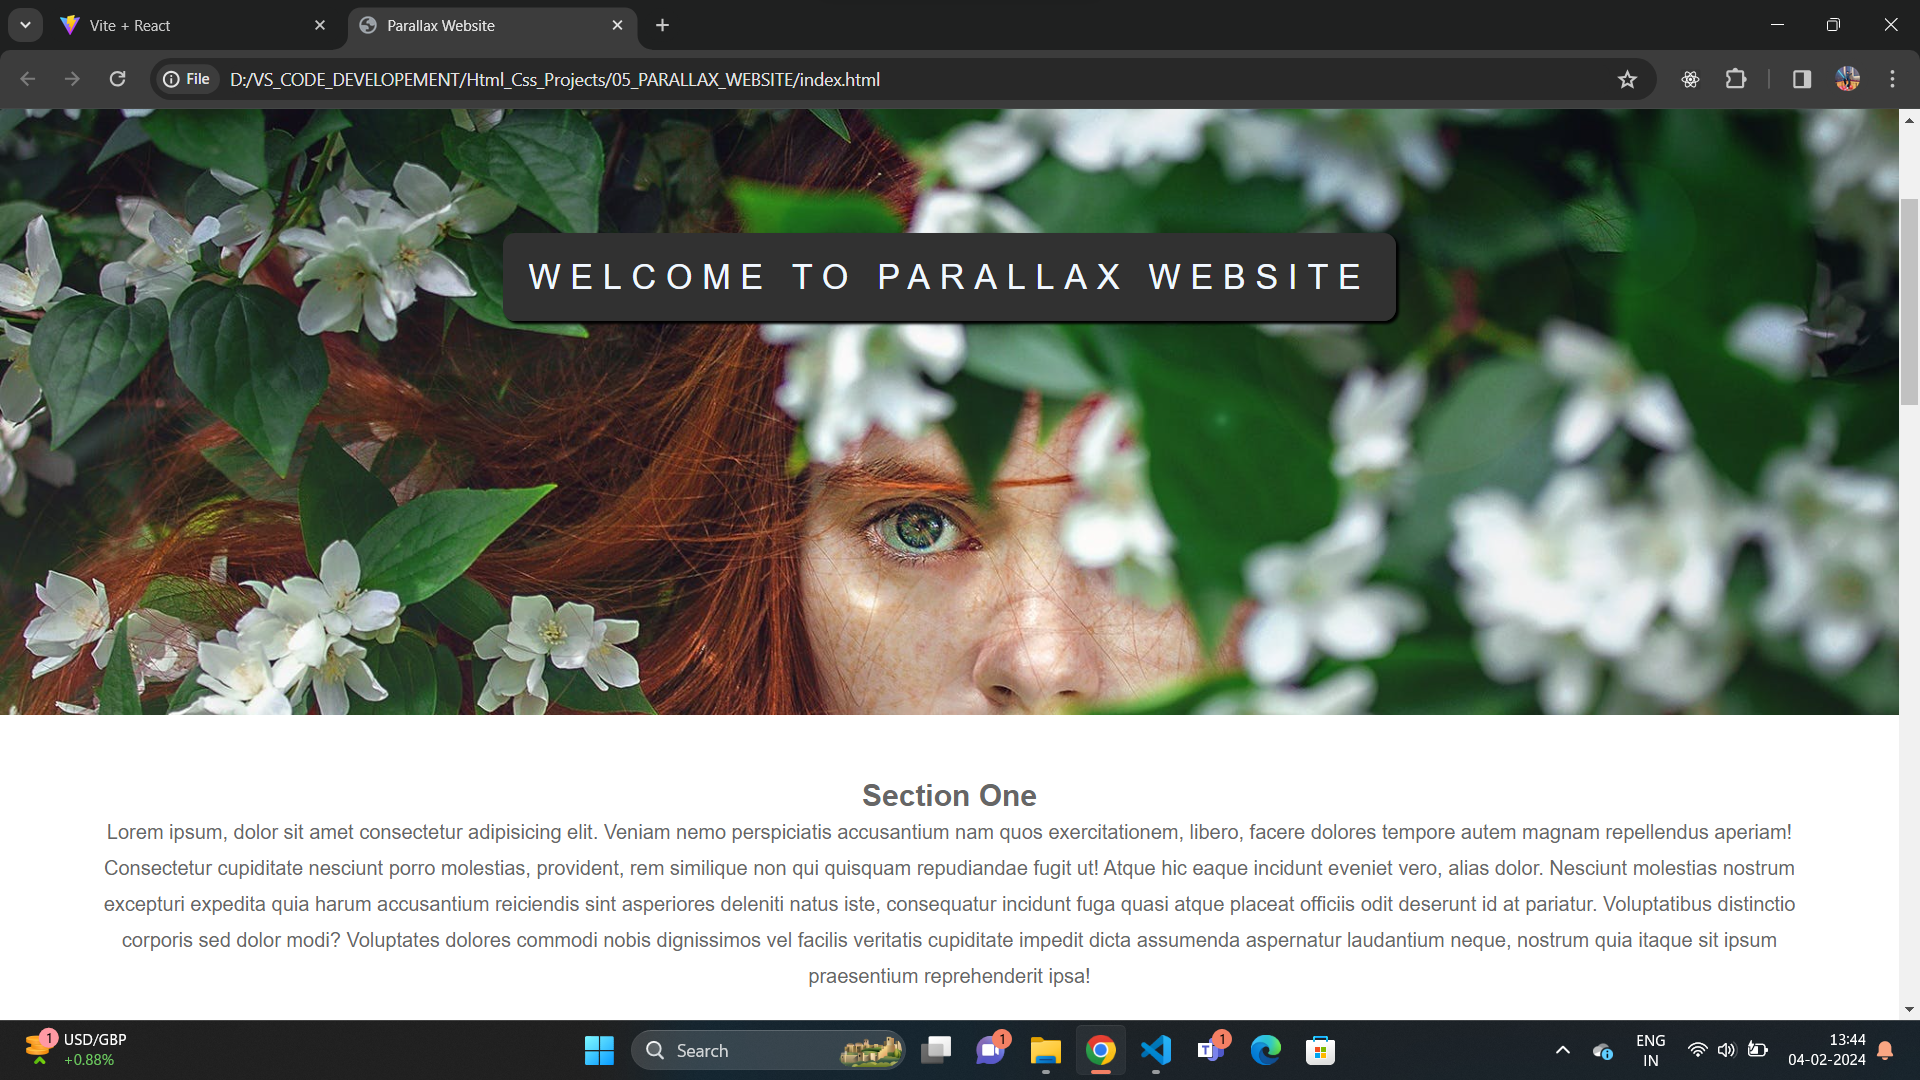 Vite + React
Parallax Website
File
D:/VS_CODE_DEVELOPEMENT/Html_Css_Projects/05_PARALLAX_WEBSITE/index.html
WELCOME TO PARALLAX WEBSITE
Section One
Lorem ipsum, dolor sit amet consectetur adipisicing elit. Veniam nemo perspiciatis accusantium nam quos exercitationem, libero, facere dolores tempore autem magnam repellendus aperiam!
Consectetur cupiditate nesciunt porro molestias, provident, rem similique non qui quisquam repudiandae fugit ut! Atque hic eaque incidunt eveniet vero, alias dolor. Nesciunt molestias nostrum
excepturi expedita quia harum accusantium reiciendis sint asperiores deleniti natus iste, consequatur incidunt fuga quasi atque placeat officiis odit deserunt id at pariatur. Voluptatibus distinctio
corporis sed dolor modi? Voluptates dolores commodi nobis dignissimos vel facilis veritatis cupiditate impedit dicta assumenda aspernatur laudantium neque, nostrum quia itaque sit ipsum
praesentium reprehenderit ipsa!
1
USD/GBP
+0.88%
Search
1
1
ENG
IN
13:44
04-02-2024